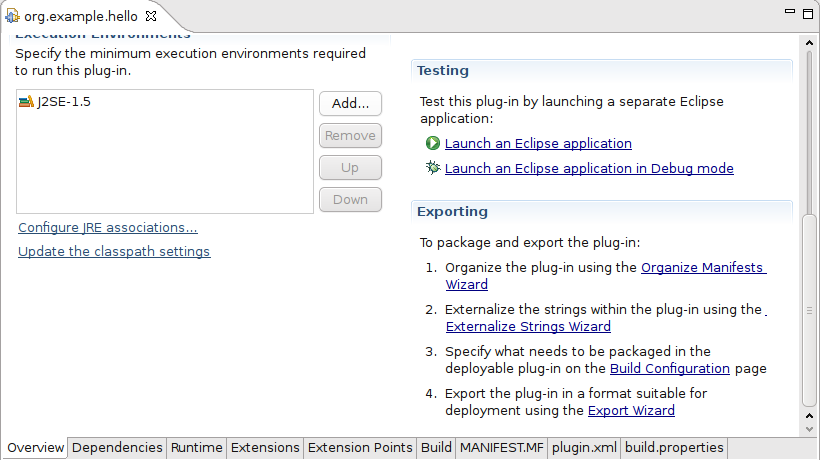 org.example.hello
Execution Environments
Specify the minimum execution environments required
to run this plug-in.
J2SE-1.5
Add...
Remove
Up
Down
Configure JRE associations...
Update the classpath settings
Testing
Test this plug-in by launching a separate Eclipse
application:
Launch an Eclipse application
Launch an Eclipse application in Debug mode
Exporting
To package and export the plug-in:
1. Organize the plug-in using the Organize Manifests
Wizard
2. Externalize the strings within the plug-in using the
Externalize Strings Wizard
3. Specify what needs to be packaged in the
deployable plug-in on the Build Configuration page
4. Export the plug-in in a format suitable for
deployment using the Export Wizard
Overview Dependencies Runtime Extensions Extension Points Build MANIFEST.MF plugin.xml build.properties